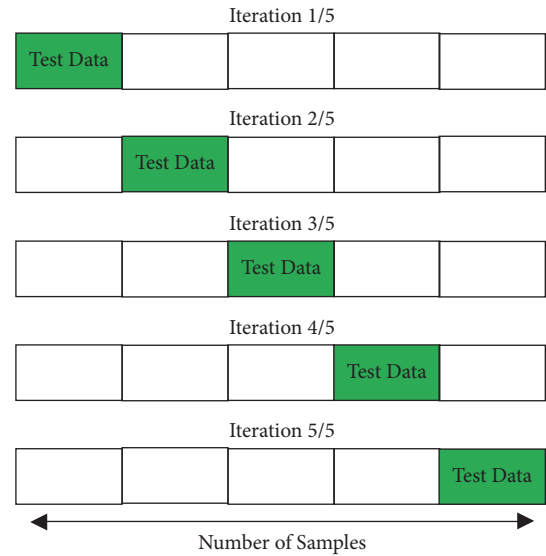 Iteration 1/5
Test Data
Iteration 2/5
Test Data
Iteration 3/5
Test Data
Iteration 4/5
Test Data
Iteration 5/5
Test Data
Number of Samples